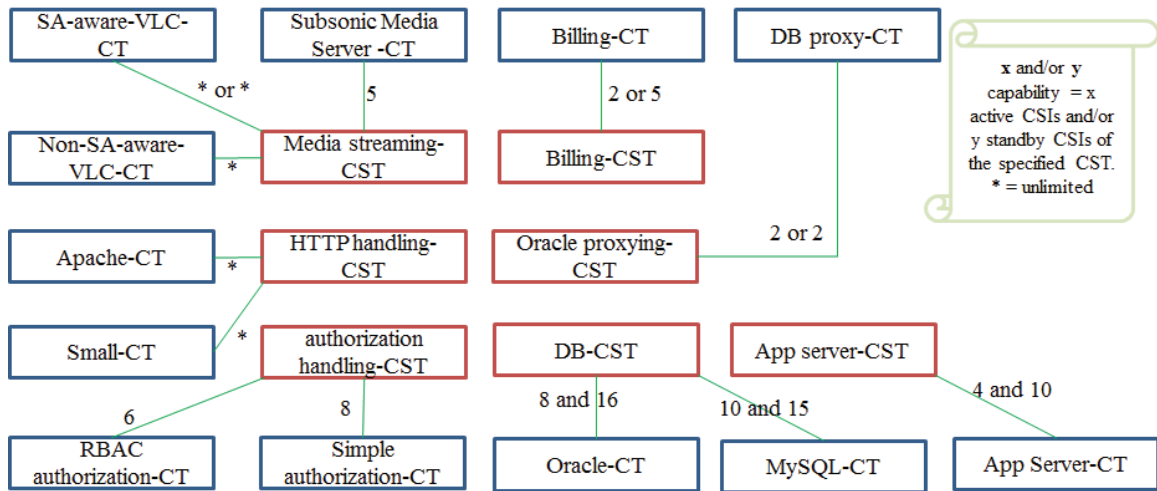 SA-aware-VLC-
CT
Subsonic Media
Server -CT
Billing-CT
DB proxy-CT
x and/or y
capability = x
active CSIs and/or
y standby CSIs of
the specified CST.
* = unlimited
* or *
5
2 or 5
Non-SA-aware-
VLC-CT
*
Media streaming-
CST
Billing-CST
2 or 2
Apache-CT
*
HTTP handling-
CST
Oracle proxying-
CST
Small-CT
*
authorization
handling-CST
DB-CST
App server-CST
6
8
8 and 16
10 and 15
4 and 10
RBAC
authorization-CT
Simple
authorization-CT
Oracle-CT
MySQL-CT
App Server-CT